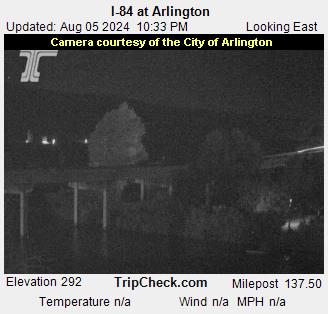 I-84 at Arlington
Updated: Aug 05 2024 10:33 PM Looking East
Camera courtesy of the City of Arlington
Elevation 292 TripCheck.com Milepost 137.50
Temperature n/a Wind n/a MPH n/a